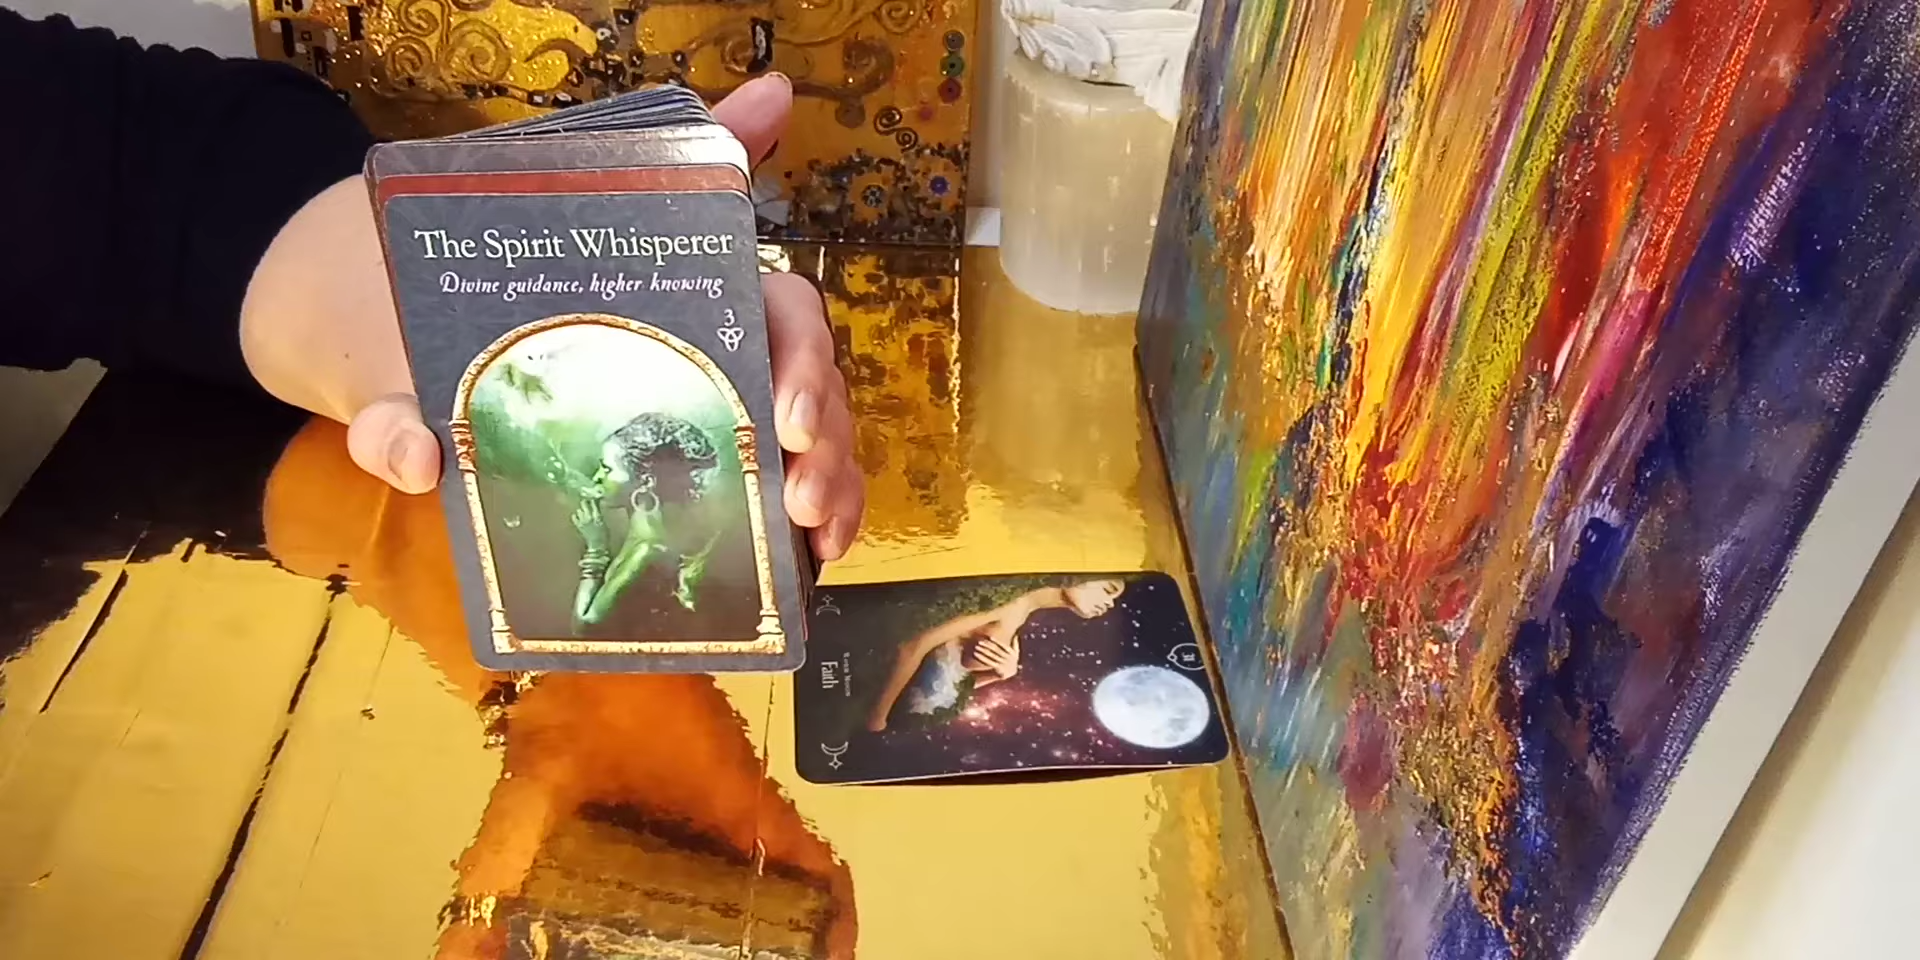 The Spirit Whisperer
Divine guidance, higher knowing
3
Faith